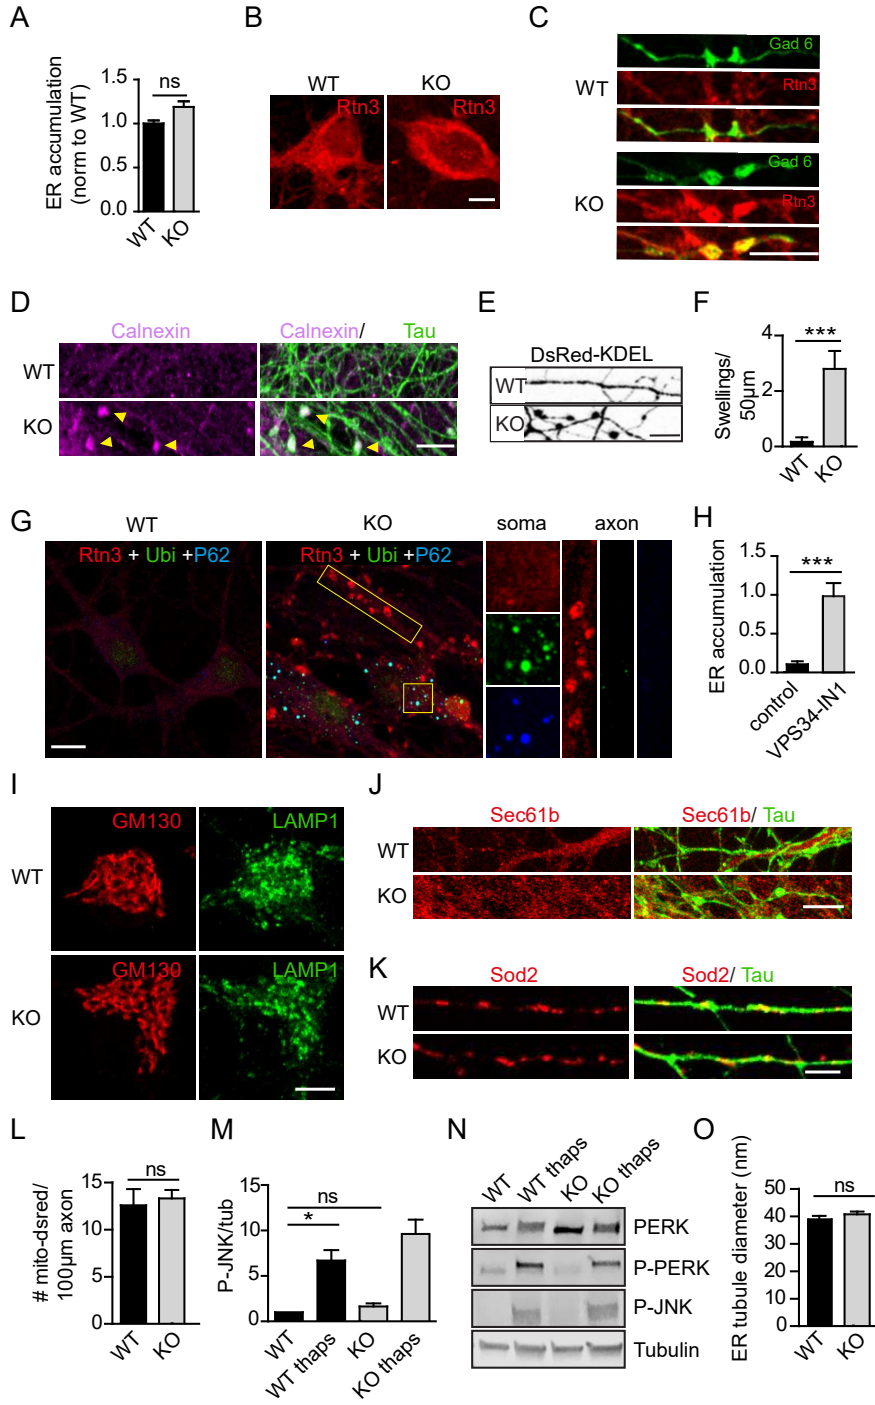 A
ER accumulation
(norm to WT)
1.5
1.0
0.5
0.0
ns
WT
KO
B
WT
KO
Rtn3
Rtn3
C
WT
Gad 6
Rtn3
KO
Gad 6
Rtn3
D
Calnexin
Calnexin/ Tau
WT
KO
E
DsRed-KDEL
WT
KO
F
Swellings/
50µm
4
2
0
***
WT
KO
G
WT
KO
soma
axon
Rtn3 + Ubi +P62
Rtn3 + Ubi +P62
H
ER accumulation
1.5
1.0
0.5
0.0
***
control
VPS34-IN1
I
GM130
LAMP1
WT
GM130
LAMP1
KO
J
Sec61b
Sec61b/ Tau
WT
KO
K
Sod2
Sod2/ Tau
WT
KO
L
# mito-dsred/
100µm axon
15
10
5
0
ns
WT
KO
M
P-JNK/tub
15
10
5
0
ns
*
WT
WT thaps
KO
KO thaps
N
WT
WT thaps
KO
KO thaps
PERK
P-PERK
P-JNK
Tubulin
O
ER tubule diameter (nm)
50
40
30
20
10
0
ns
WT
KO